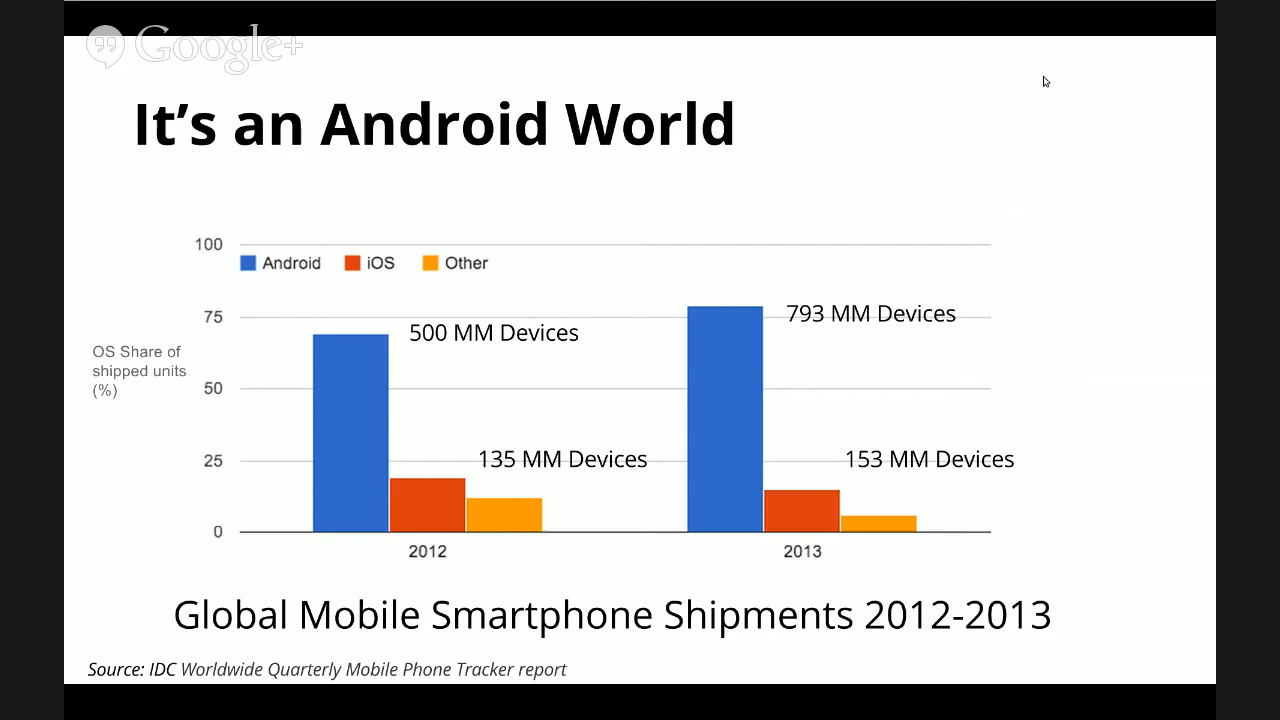 Google+
It’s an Android World
100
Android iOS Other
793 MM Devices
75
500 MM Devices
OS Share of
shipped units
(%)
50
25
135 MM Devices
153 MM Devices
0
2012
2013
Global Mobile Smartphone Shipments 2012-2013
Source: IDC Worldwide Quarterly Mobile Phone Tracker report